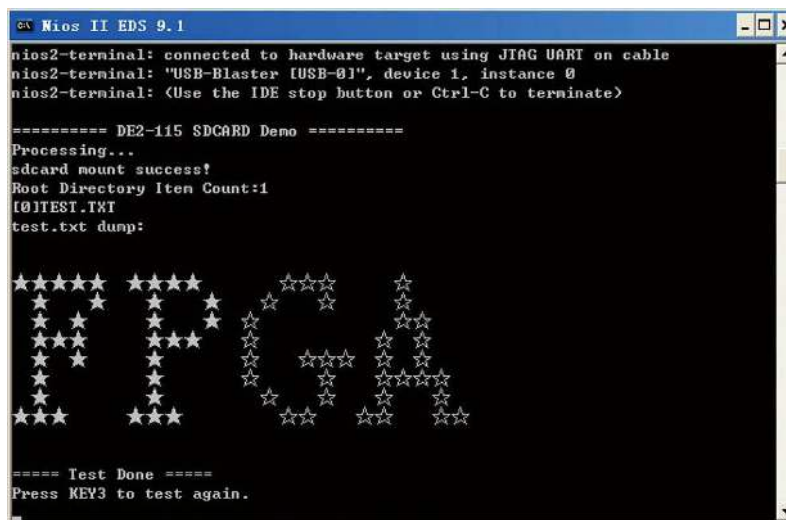 Nios II EDS 9.1
nios2-terminal: connected to hardware target using JTAG UART on cable
nios2-terminal: "USB-Blaster [USB-0]", device 1, instance 0
nios2-terminal: (Use the IDE stop button or Ctrl-C to terminate)
========== DE2-115 SDCARD Demo ==========
Processing...
sdcard mount success!
Root Directory Item Count:1
[0]TEST.TXT
test.txt dump:
FPGA
===== Test Done =====
Press KEY3 to test again.